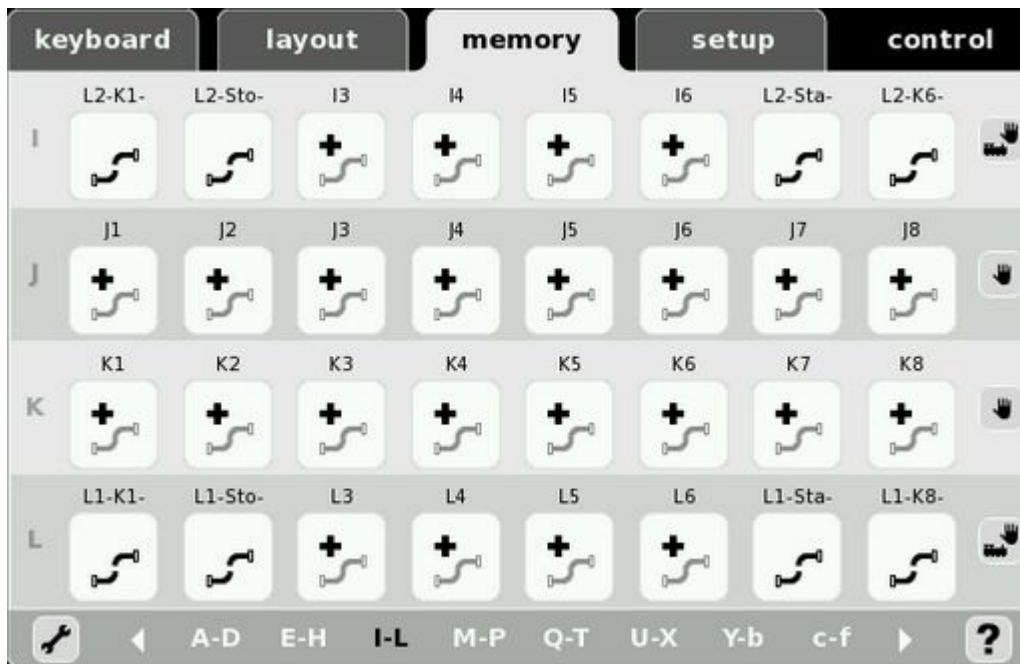 keyboard layout memory setup control
L2-K1- L2-Sto- I3 I4 I5 I6 L2-Sta- L2-K6-
I
J1 J2 J3 J4 J5 J6 J7 J8
J
K1 K2 K3 K4 K5 K6 K7 K8
K
L1-K1- L1-Sto- L3 L4 L5 L6 L1-Sta- L1-K8-
L
A-D E-H I-L M-P Q-T U-X Y-b c-f ?